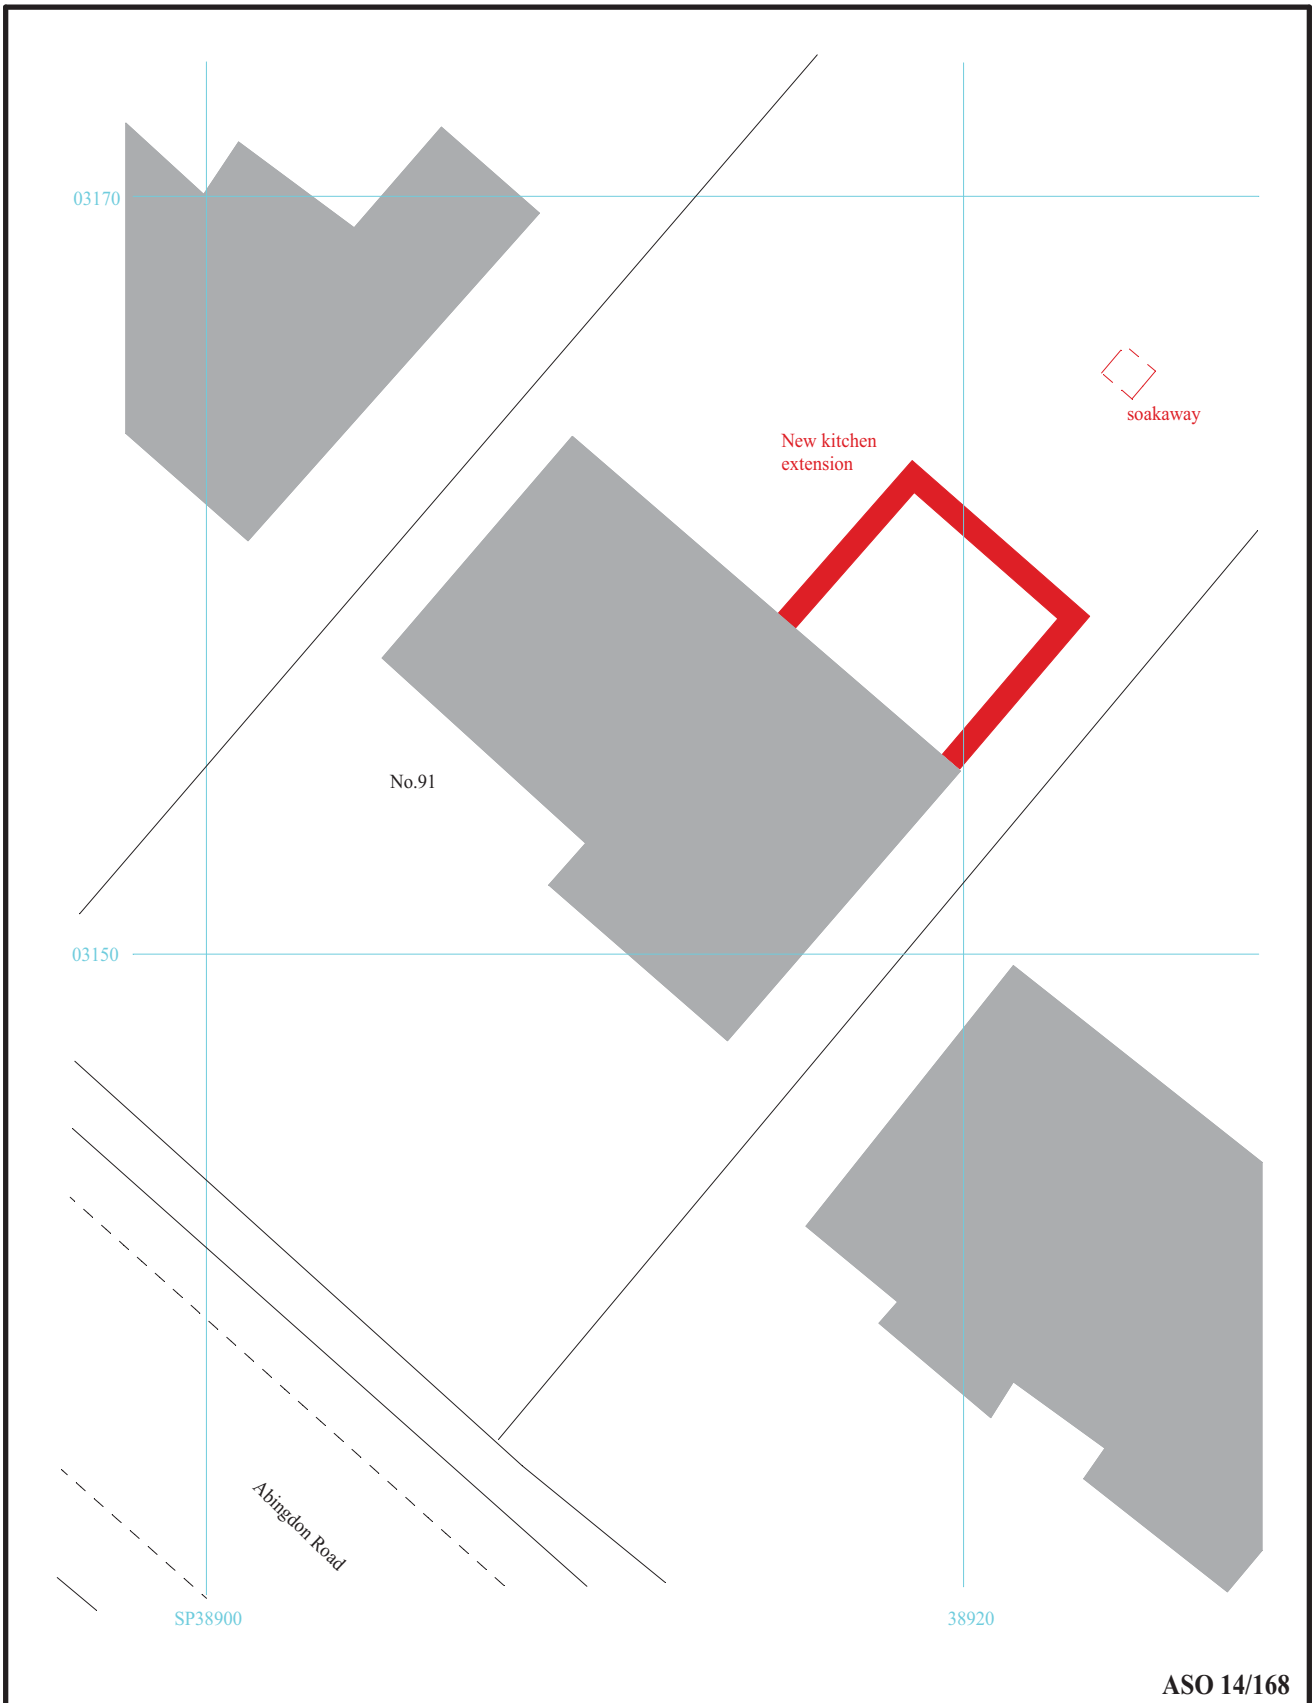 03170
soakaway
New kitchen
extension
No.91
03150
Abingdon Road
SP38900
38920
ASO 14/168